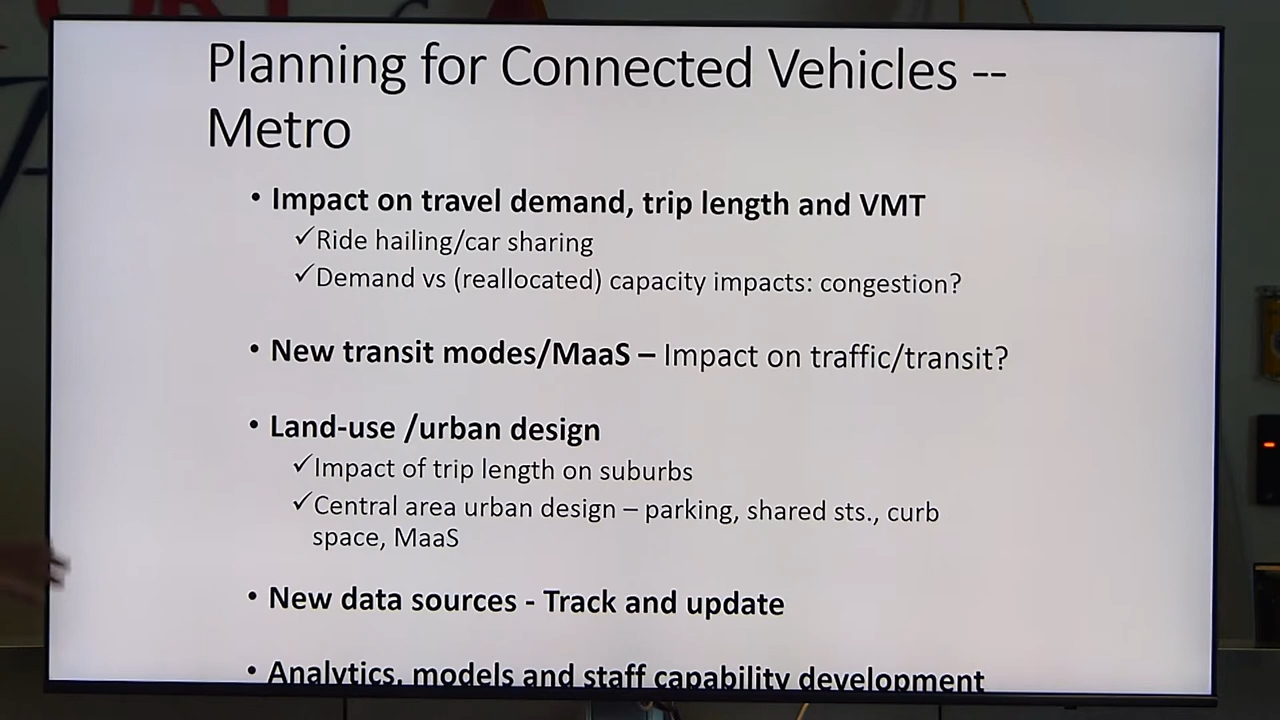 Planning for Connected Vehicles --
Metro
• Impact on travel demand, trip length and VMT
✓Ride hailing/car sharing
✓Demand vs (reallocated) capacity impacts: congestion?
• New transit modes/MaaS – Impact on traffic/transit?
• Land-use /urban design
✓Impact of trip length on suburbs
✓Central area urban design – parking, shared sts., curb
space, MaaS
• New data sources - Track and update
• Analytics, models and staff capability development